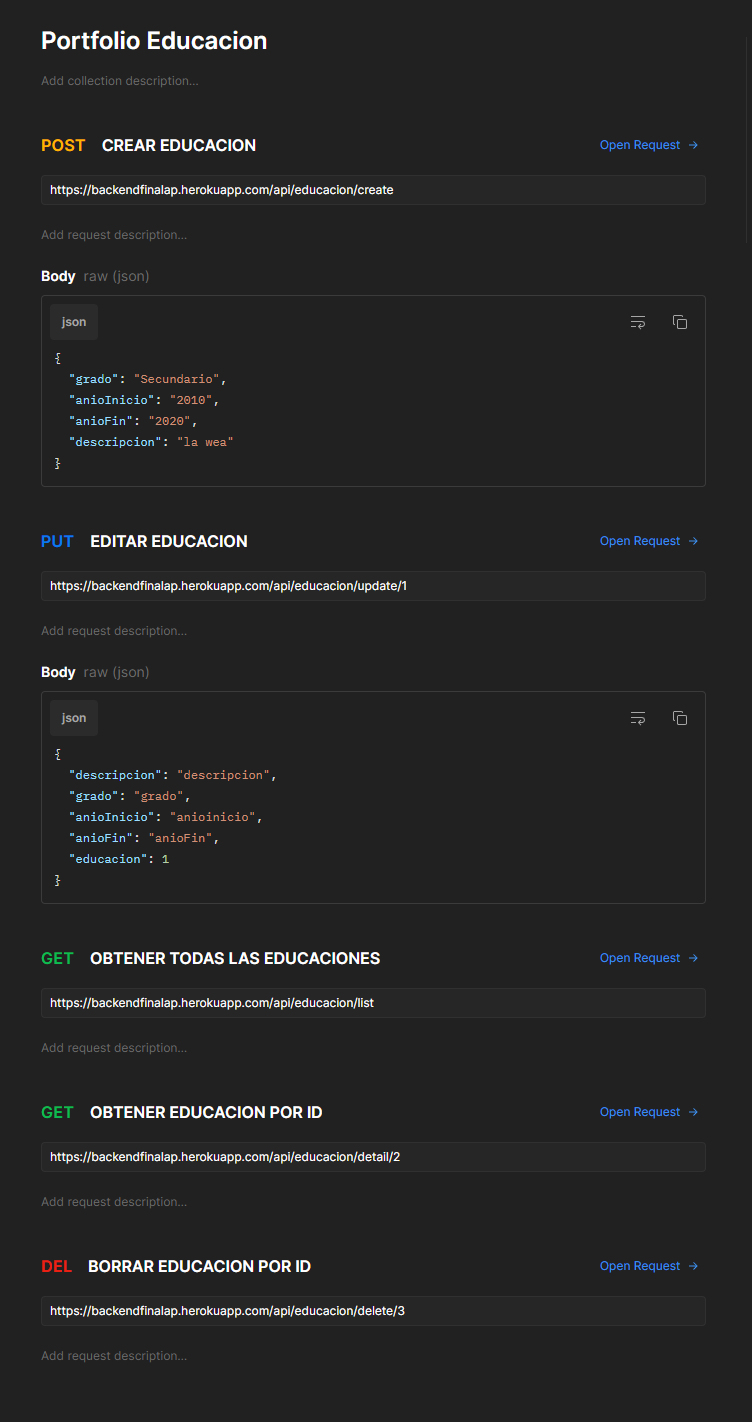 Portfolio Educacion
Add collection description…
POST CREAR EDUCACION Open Request →
https://backendfinalap.herokuapp.com/api/educacion/create
Add request description…
Body raw (json)
json
{
"grado": "Secundario",
"anioInicio": "2010",
"anioFin": "2020",
"descripcion": "la wea"
}
PUT EDITAR EDUCACION Open Request →
https://backendfinalap.herokuapp.com/api/educacion/update/1
Add request description…
Body raw (json)
json
{
"descripcion": "descripcion",
"grado": "grado",
"anioInicio": "anioinicio",
"anioFin": "anioFin",
"educacion": 1
}
GET OBTENER TODAS LAS EDUCACIONES Open Request →
https://backendfinalap.herokuapp.com/api/educacion/list
Add request description…
GET OBTENER EDUCACION POR ID Open Request →
https://backendfinalap.herokuapp.com/api/educacion/detail/2
Add request description…
DEL BORRAR EDUCACION POR ID Open Request →
https://backendfinalap.herokuapp.com/api/educacion/delete/3
Add request description…